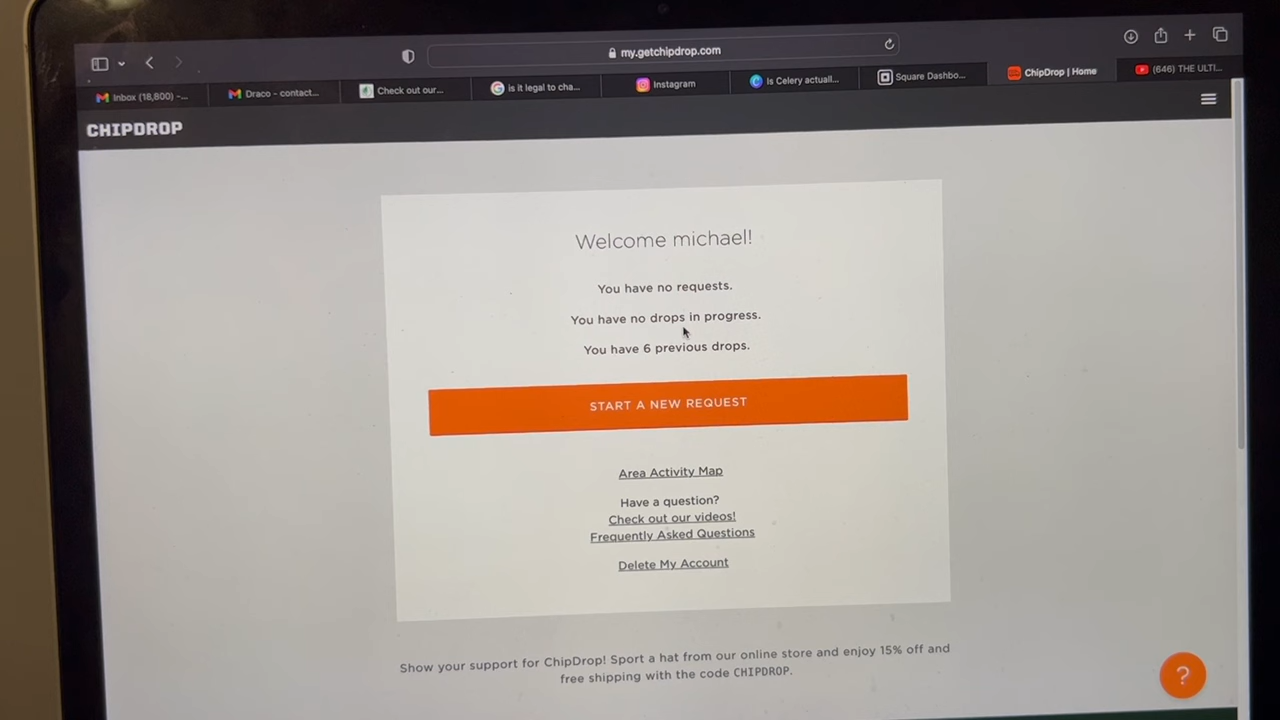 my.getchipdrop.com
Inbox (18,800) -...
Draco - contact...
Check out our...
is it legal to cha...
Instagram
Is Celery actuall...
Square Dashbo...
ChipDrop | Home
(646) THE ULTI...
CHIPDROP
Welcome michael!
You have no requests.
You have no drops in progress.
You have 6 previous drops.
START A NEW REQUEST
Area Activity Map
Have a question?
Check out our videos!
Frequently Asked Questions
Delete My Account
Show your support for ChipDrop! Sport a hat from our online store and enjoy 15% off and
free shipping with the code CHIPDROP.
?